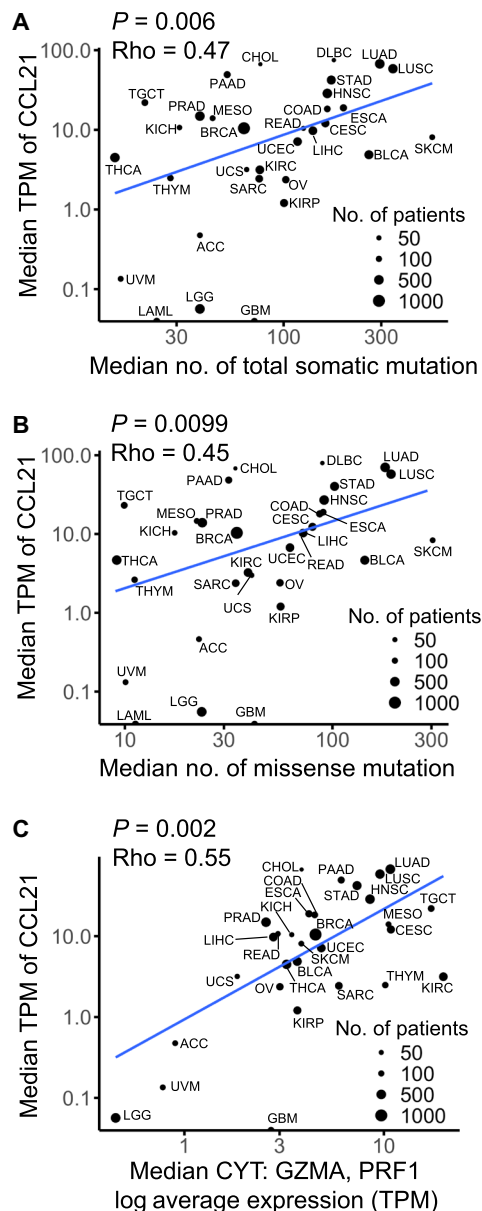 A
P = 0.006
Rho = 0.47
Median TPM of CCL21
100.0
10.0
1.0
0.1
CHOL
DLBC
LUAD
LUSC
PAAD
STAD
TGCT
HNSC
PRAD
MESO
COAD
ESCA
KICH
BRCA
READ
CESC
UCEC
LIHC
SKCM
BLCA
THCA
THYM
UCS
KIRC
SARC
OV
KIRP
ACC
UVM
LGG
LAML
GBM
No. of patients
50
100
500
1000
30
100
300
Median no. of total somatic mutation
B
P = 0.0099
Rho = 0.45
Median TPM of CCL21
100.0
10.0
1.0
0.1
CHOL
DLBC
LUAD
LUSC
PAAD
STAD
TGCT
HNSC
MESO
PRAD
COAD
CESC
ESCA
KICH
BRCA
LIHC
SKCM
THCA
KIRC
UCEC
READ
BLCA
THYM
SARC
OV
UCS
KIRP
ACC
UVM
LGG
LAML
GBM
No. of patients
50
100
500
1000
10
30
100
300
Median no. of missense mutation
C
P = 0.002
Rho = 0.55
Median TPM of CCL21
10.0
1.0
0.1
CHOL
PAAD
LUAD
LUSC
COAD
ESCA
STAD
HNSC
TGCT
KICH
PRAD
BRCA
MESO
CESC
LIHC
UCEC
READ
SKCM
BLCA
UCS
OV
THCA
SARC
THYM
KIRC
KIRP
ACC
UVM
LGG
GBM
No. of patients
50
100
500
1000
1
3
10
Median CYT: GZMA, PRF1
log average expression (TPM)